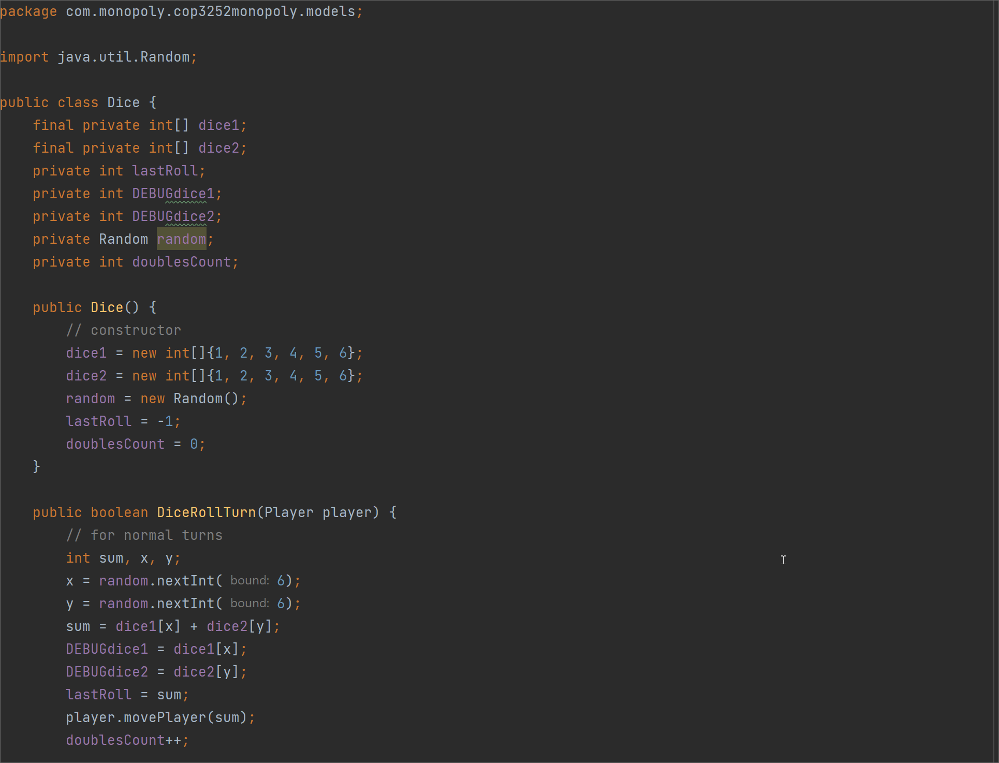 package com.monopoly.cop3252monopoly.models;
import java.util.Random;
public class Dice {
final private int[] dice1;
final private int[] dice2;
private int lastRoll;
private int DEBUGdice1;
private int DEBUGdice2;
private Random random;
private int doublesCount;
public Dice() {
// constructor
dice1 = new int[]{1, 2, 3, 4, 5, 6};
dice2 = new int[]{1, 2, 3, 4, 5, 6};
random = new Random();
lastRoll = -1;
doublesCount = 0;
}
public boolean DiceRollTurn(Player player) {
// for normal turns
int sum, x, y;
x = random.nextInt( bound: 6);
y = random.nextInt( bound: 6);
sum = dice1[x] + dice2[y];
DEBUGdice1 = dice1[x];
DEBUGdice2 = dice2[y];
lastRoll = sum;
player.movePlayer(sum);
doublesCount++;